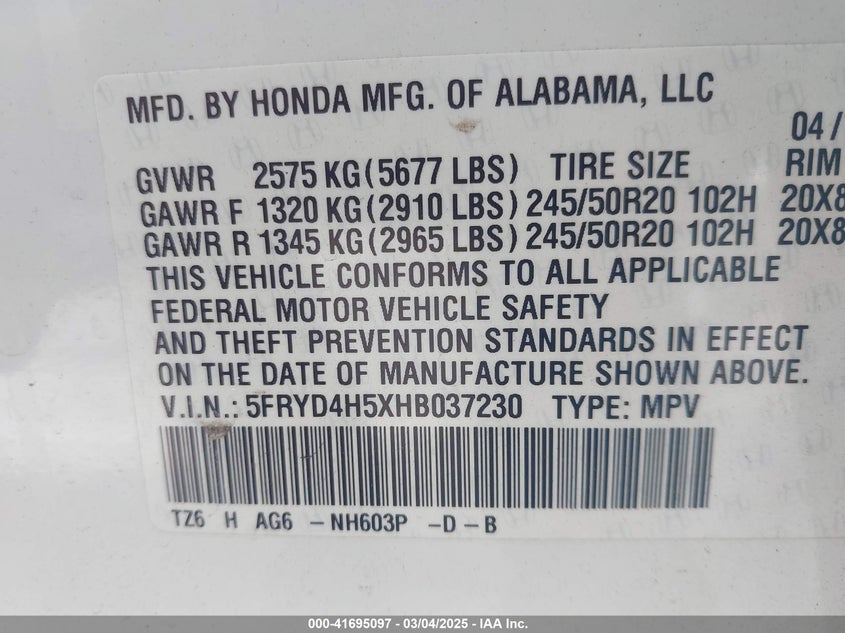 MFD. BY HONDA MFG. OF ALABAMA, LLC
04/
GVWR 2575 KG (5677 LBS) TIRE SIZE RIM
GAWR F 1320 KG (2910 LBS) 245/50R20 102H 20X8
GAWR R 1345 KG (2965 LBS) 245/50R20 102H 20X8
THIS VEHICLE CONFORMS TO ALL APPLICABLE
FEDERAL MOTOR VEHICLE SAFETY
AND THEFT PREVENTION STANDARDS IN EFFECT
ON THE DATE OF MANUFACTURE SHOWN ABOVE.
V.I.N.: 5FRYD4H5XHB037230 TYPE: MPV
TZ6 H AG6 -NH603P -D-B
000-41695097 - 03/04/2025 - IAA Inc.